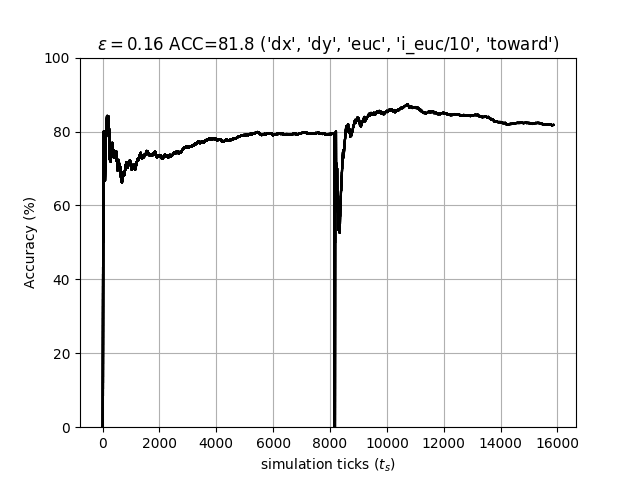 ε = 0.16 ACC=81.8 ('dx', 'dy', 'euc', 'i_euc/10', 'toward')
100
80
60
40
20
0
Accuracy (%)
0 2000 4000 6000 8000 10000 12000 14000 16000
simulation ticks (tₛ)